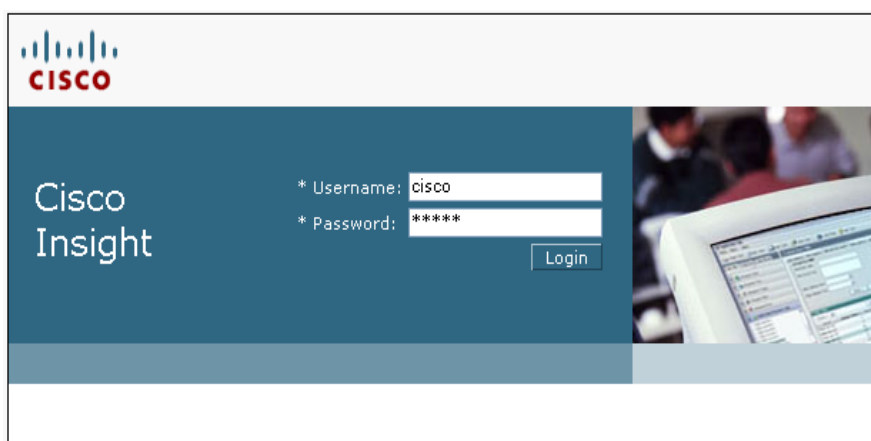 CISCO
Cisco
Insight
* Username: cisco
* Password: *****
Login